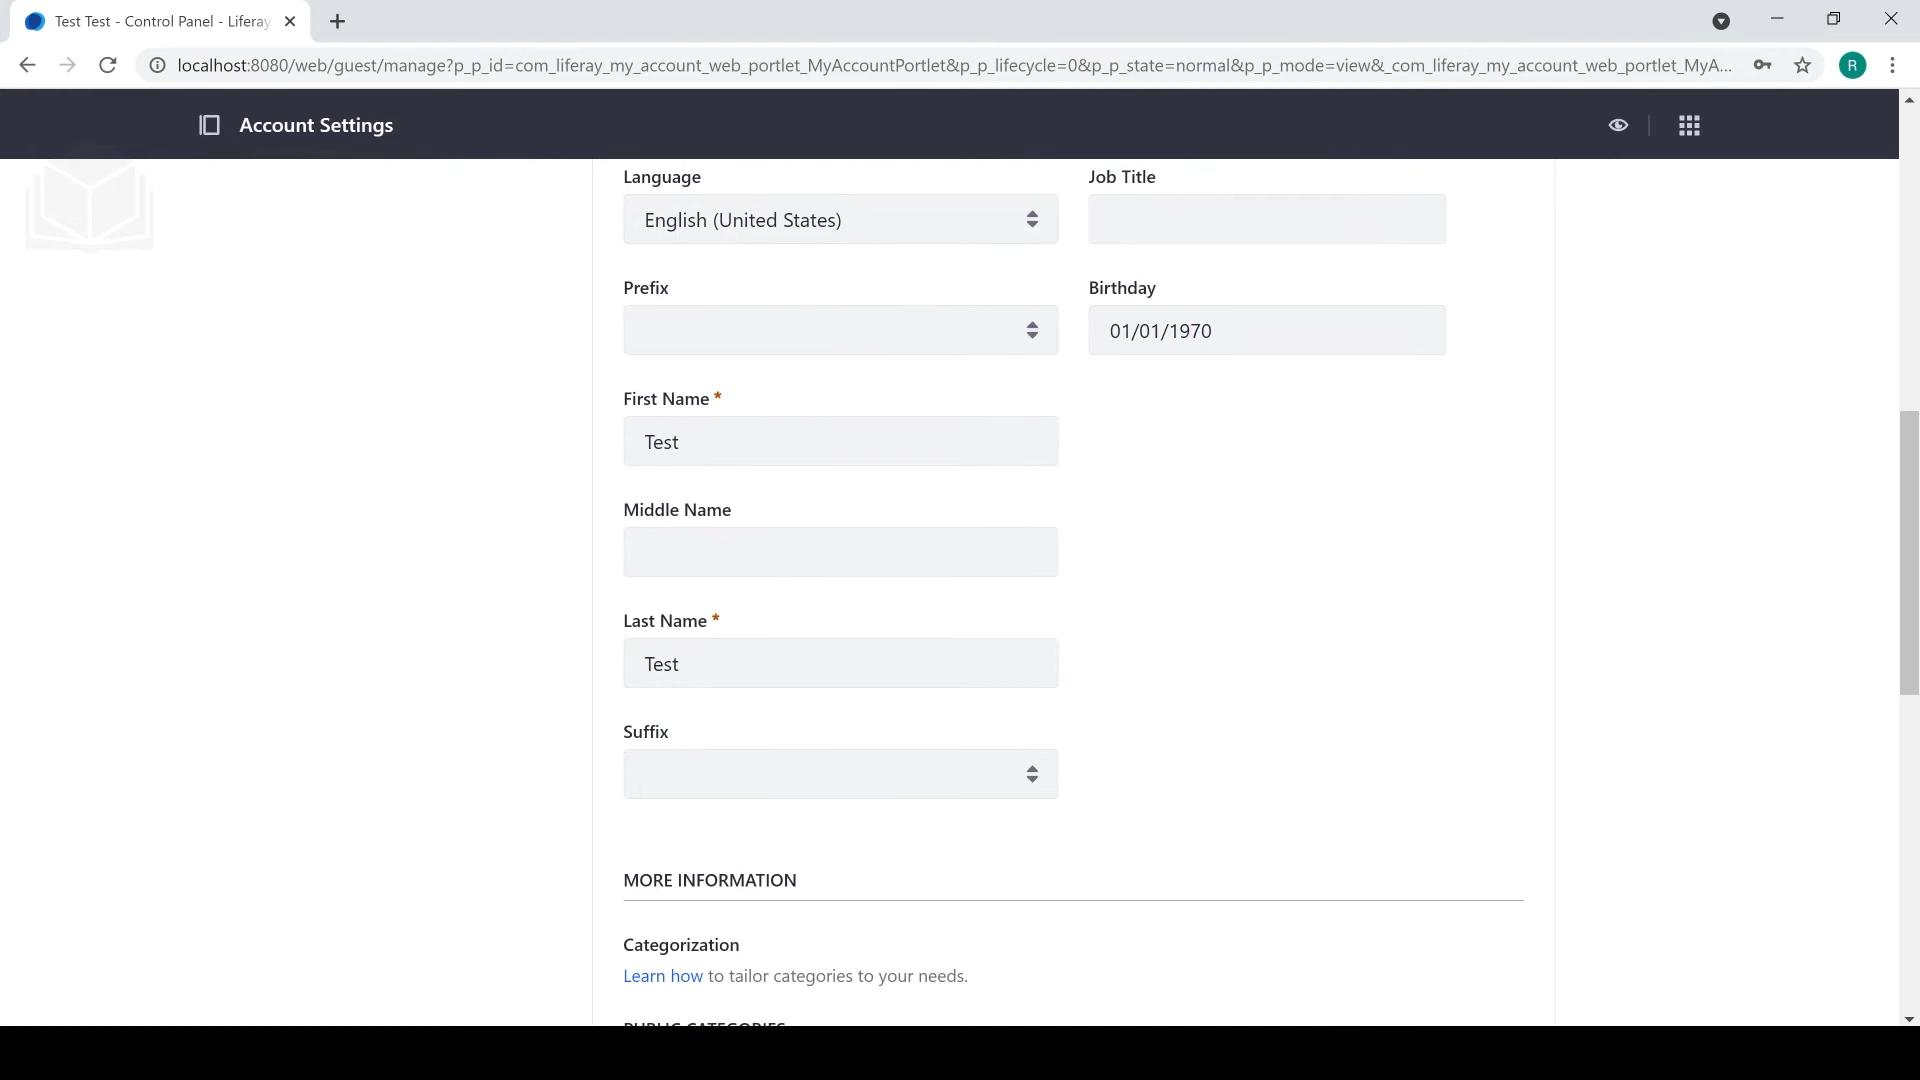 Test Test - Control Panel - Liferay
localhost:8080/web/guest/manage?p_p_id=com_liferay_my_account_web_portlet_MyAccountPortlet&p_p_lifecycle=0&p_p_state=normal&p_p_mode=view&_com_liferay_my_account_web_portlet_MyA...
R
Account Settings
Language
Job Title
English (United States)
Prefix
Birthday
01/01/1970
First Name *
Test
Middle Name
Last Name *
Test
Suffix
MORE INFORMATION
Categorization
Learn how to tailor categories to your needs.
PUBLIC CATEGORIES